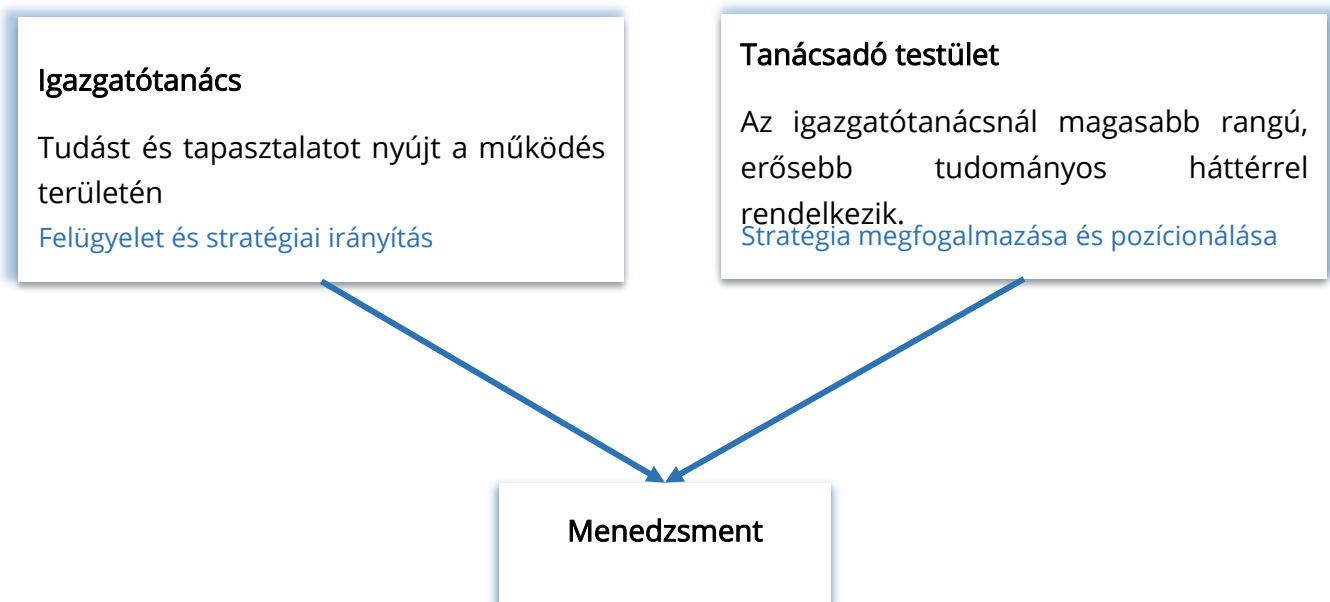 Igazgatótanács
Tudást és tapasztalatot nyújt a működés
területén
Felügyelet és stratégiai irányítás
Tanácsadó testület
Az igazgatótanácsnál magasabb rangú,
erősebb tudományos háttérrel
rendelkezik.
Stratégia megfogalmazása és pozícionálása
Menedzsment